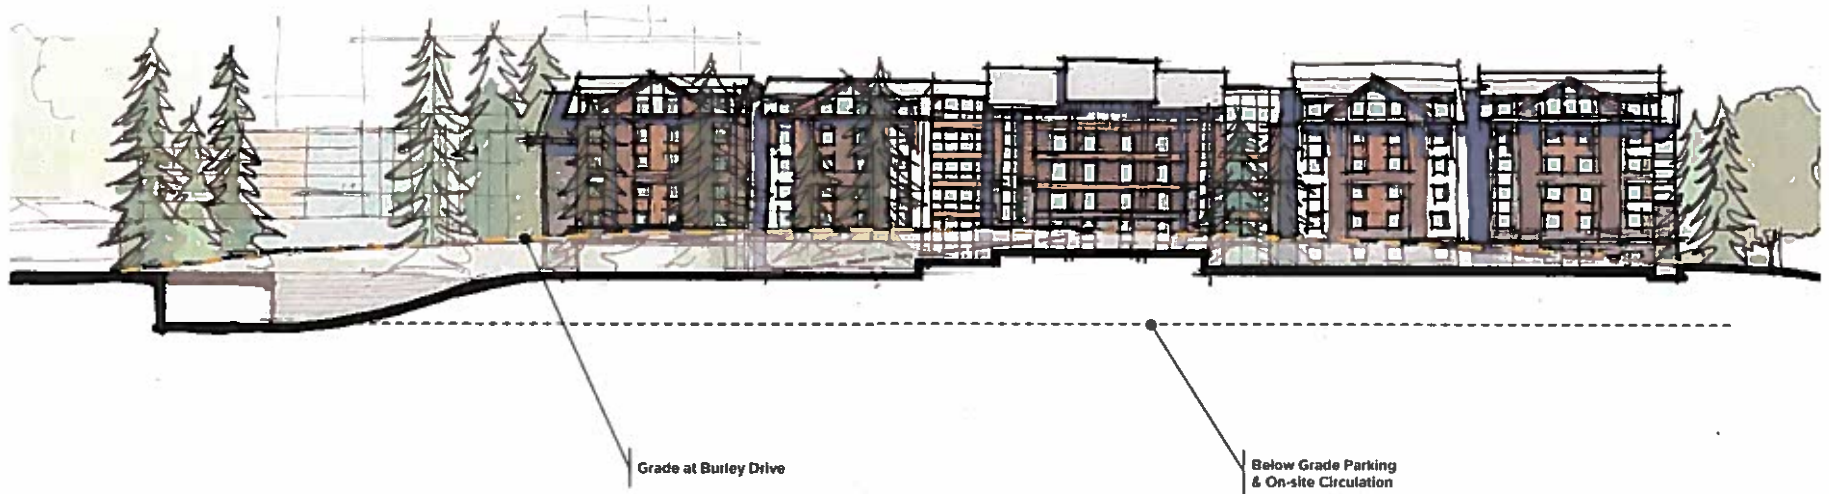 Grade at Burley Drive
Below Grade Parking
& On-site Circulation